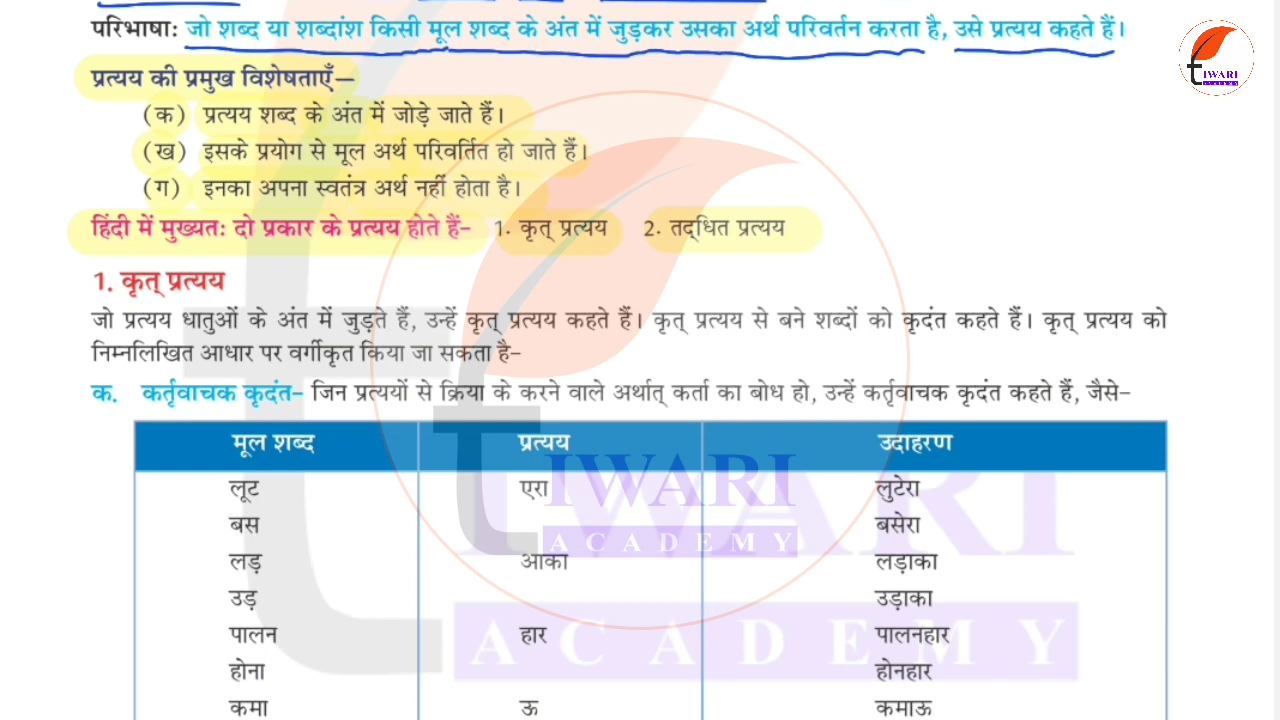 परिभाषाः जो शब्द या शब्दांश किसी मूल शब्द के अंत में जुड़कर उसका अर्थ परिवर्तन करता है, उसे प्रत्यय कहते हैं।
TIWARI
ACADEMY
प्रत्यय की प्रमुख विशेषताएँ–
(क) प्रत्यय शब्द के अंत में जोड़े जाते हैं।
(ख) इसके प्रयोग से मूल अर्थ परिवर्तित हो जाते हैं।
(ग) इनका अपना स्वतंत्र अर्थ नहीं होता है।
हिंदी में मुख्यतः दो प्रकार के प्रत्यय होते हैं- 1. कृत् प्रत्यय 2. तद्‌धित प्रत्यय
1. कृत् प्रत्यय
जो प्रत्यय धातुओं के अंत में जुड़ते हैं, उन्हें कृत् प्रत्यय कहते हैं। कृत् प्रत्यय से बने शब्दों को कृदंत कहते हैं। कृत् प्रत्यय को
निम्नलिखित आधार पर वर्गीकृत किया जा सकता है-
क. कर्तृवाचक कृदंत- जिन प्रत्ययों से क्रिया के करने वाले अर्थात् कर्ता का बोध हो, उन्हें कर्तृवाचक कृदंत कहते हैं, जैसे-
मूल शब्द प्रत्यय उदाहरण
लूट एरा लुटेरा
बस बसेरा
लड़ आका लड़ाका
उड़ उड़ाका
पालन हार पालनहार
होना होनहार
कमा ऊ कमाऊ
TIWARI
ACADEMY
TIWARI
ACADEMY